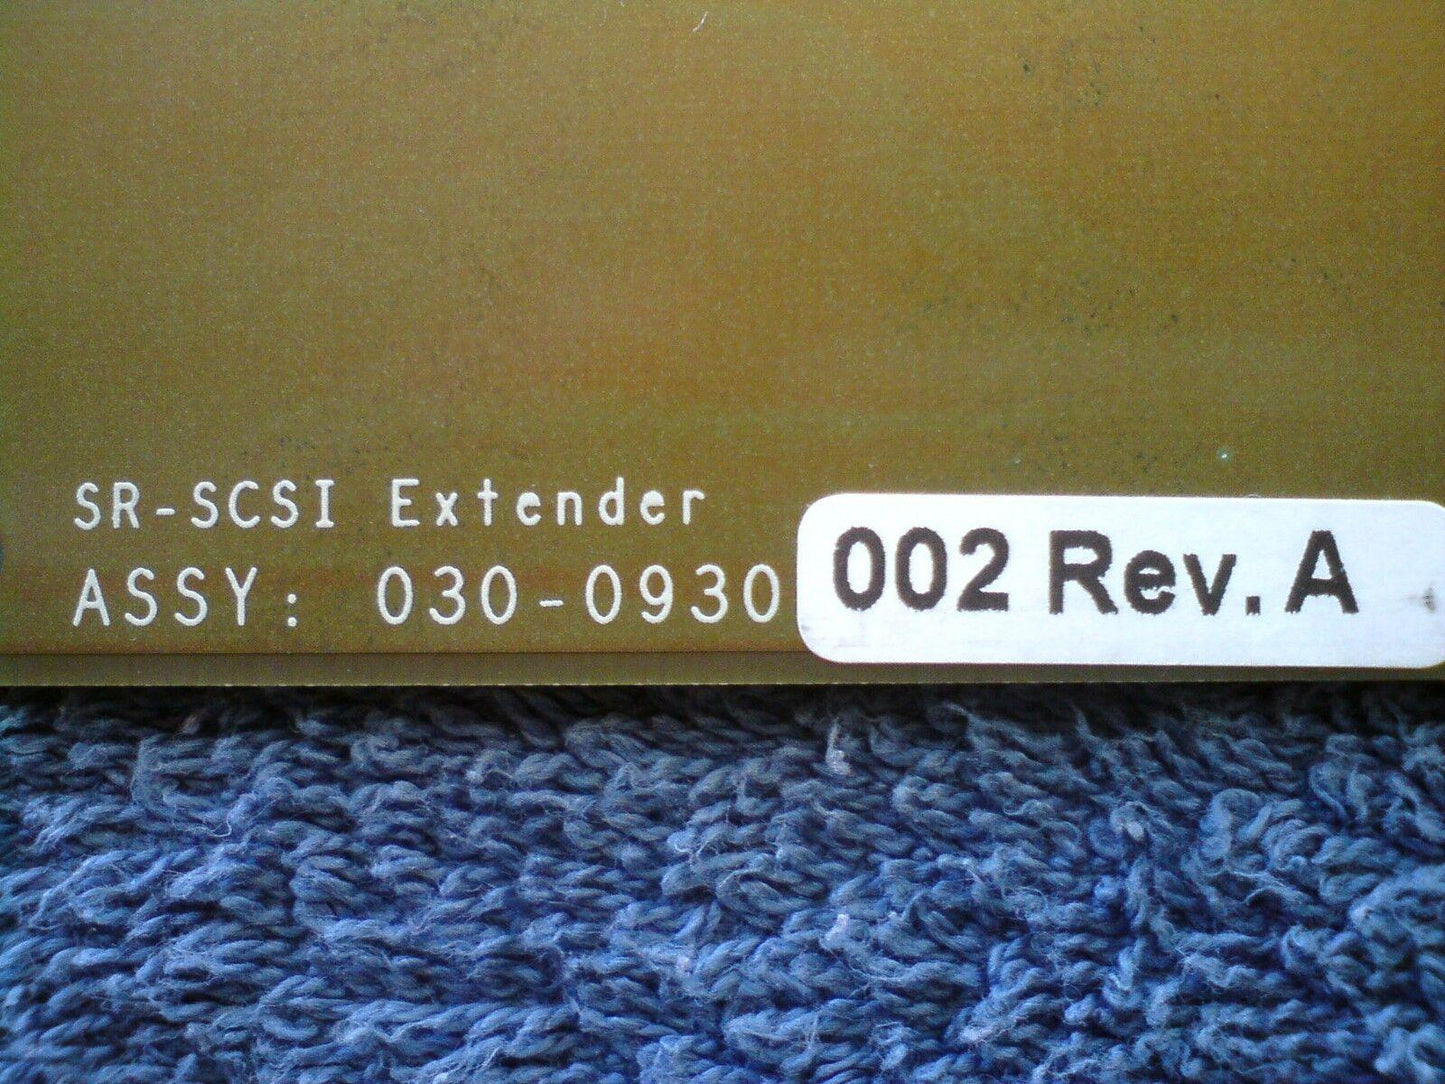 SR-SCSI Extender
ASSY: 030-0930 002 Rev. A